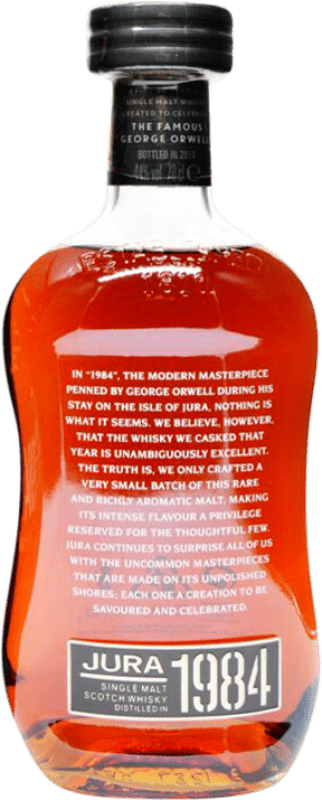 SINGLE MALT WHISKY
CREATED TO CELEBRATE
THE FAMOUS
GEORGE ORWELL
BOTTLED IN 2014
IN "1984", THE MODERN MASTERPIECE
PENNED BY GEORGE ORWELL DURING HIS
STAY ON THE ISLE OF JURA, NOTHING IS
WHAT IT SEEMS. WE BELIEVE, HOWEVER,
THAT THE WHISKY WE CASKED THAT
YEAR IS UNAMBIGUOUSLY EXCELLENT.
THE TRUTH IS, WE ONLY CRAFTED A
VERY SMALL BATCH OF THIS RARE
AND RICHLY AROMATIC MALT, MAKING
ITS INTENSE FLAVOUR A PRIVILEGE
RESERVED FOR THE THOUGHTFUL FEW.
JURA CONTINUES TO SURPRISE ALL OF US
WITH THE UNCOMMON MASTERPIECES
THAT ARE MADE ON ITS UNPOLISHED
SHORES; EACH ONE A CREATION TO BE
SAVOURED AND CELEBRATED.
JURA 1984
SINGLE MALT
SCOTCH WHISKY
DISTILLED IN